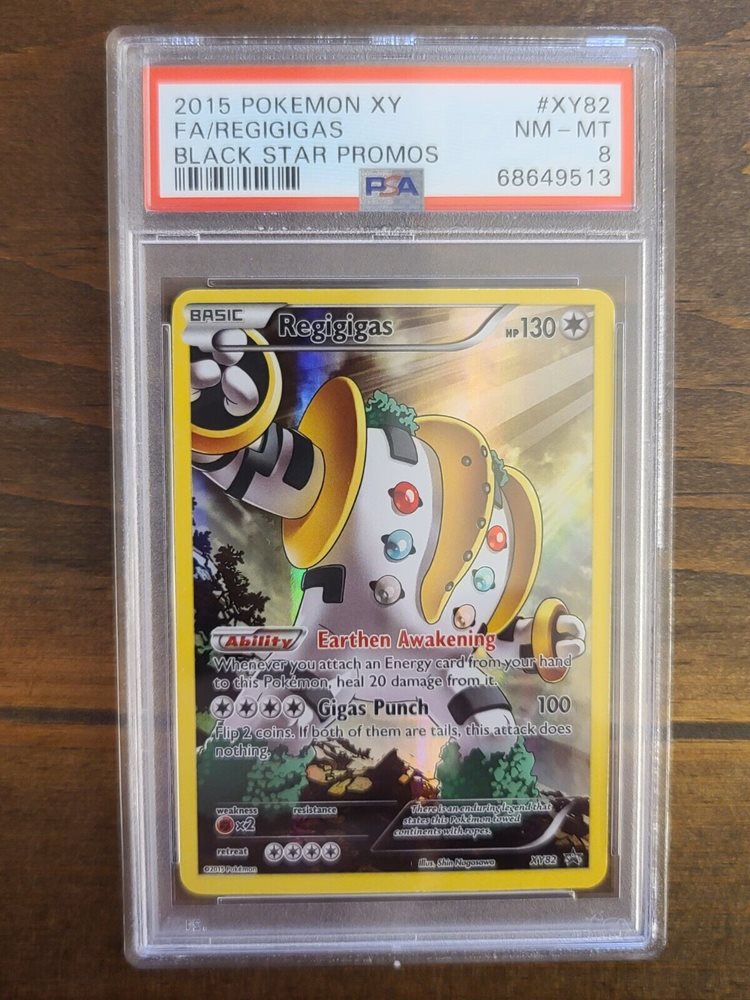 2015 POKEMON XY #XY82
FA/REGIGIGAS NM - MT
BLACK STAR PROMOS 8
PSA 68649513
BASIC Regigigas HP130
Ability Earthen Awakening
Whenever you attach an Energy card from your hand
to this Pokémon, heal 20 damage from it.
Gigas Punch 100
Flip 2 coins. If both of them are tails, this attack does
nothing.
weakness resistance
x2
There is an enduring legend that
states this Pokémon towed
continents with ropes.
retreat
©2015 Pokémon Illus. Shin Nagasawa XY82